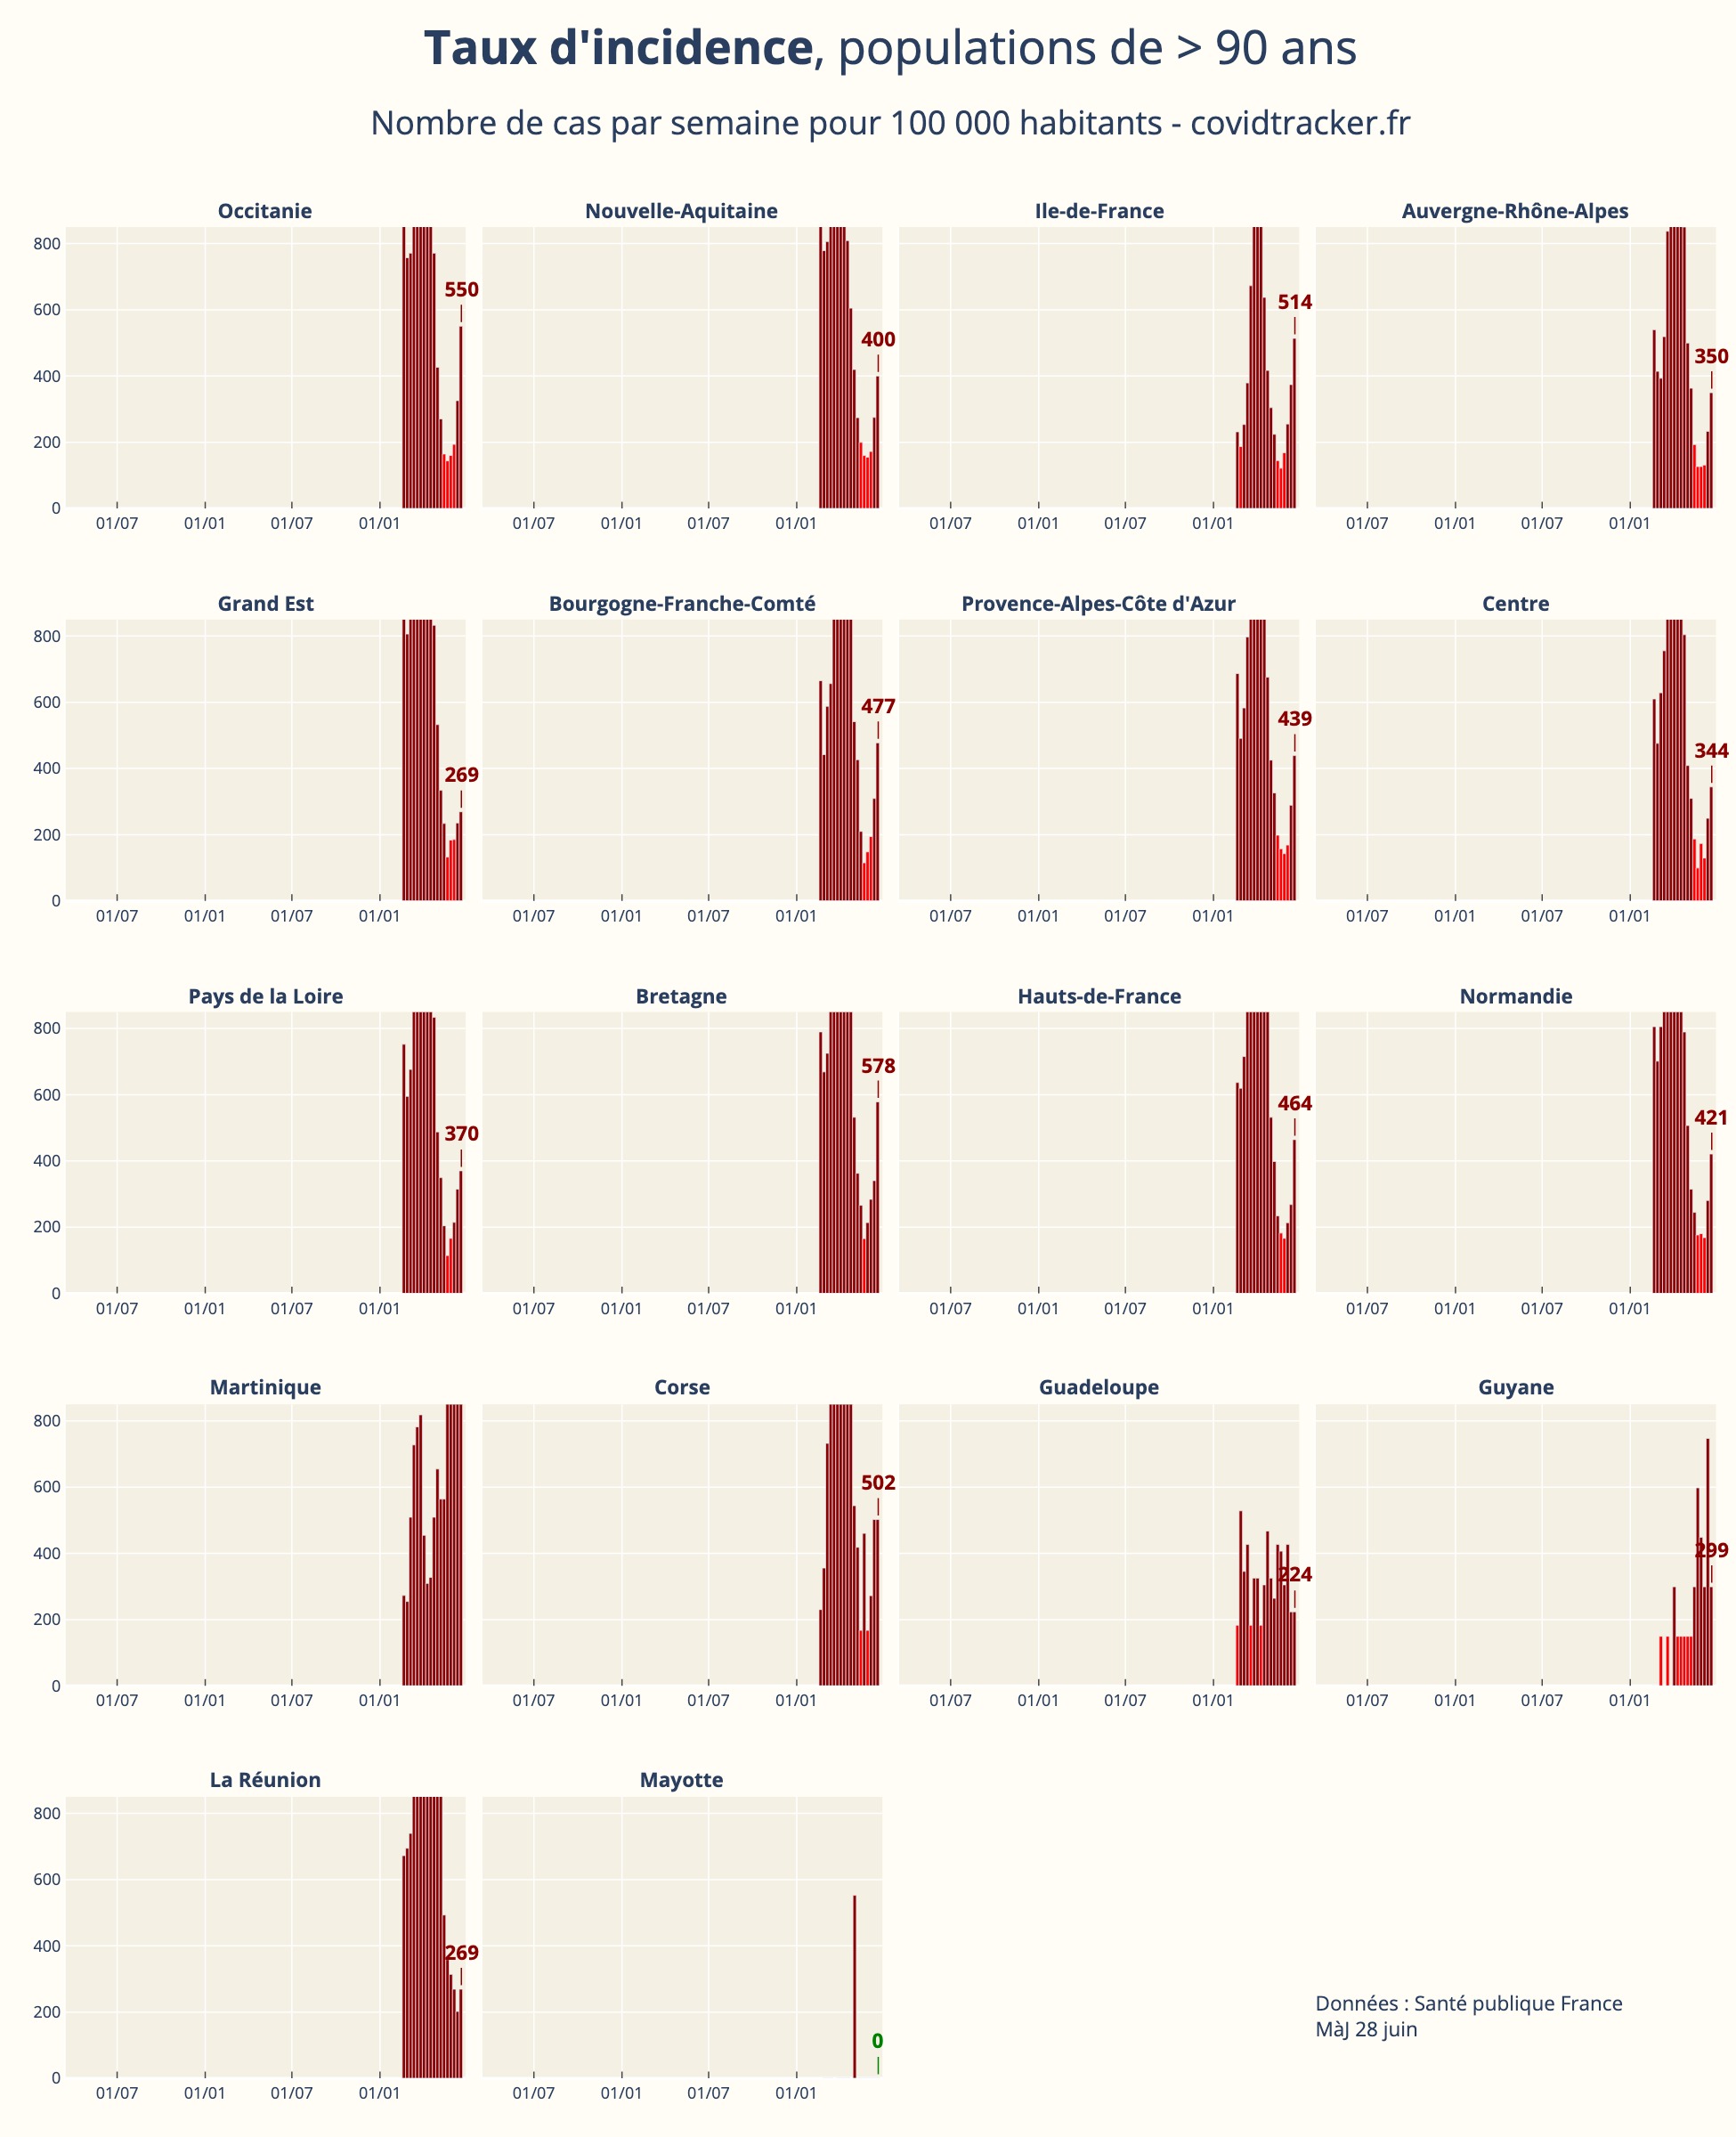 Taux d'incidence, populations de > 90 ans
Nombre de cas par semaine pour 100 000 habitants - covidtracker.fr
Occitanie
Nouvelle-Aquitaine
Ile-de-France
Auvergne-Rhône-Alpes
800
600
400
200
0
550
400
514
350
01/07 01/01 01/07 01/01
01/07 01/01 01/07 01/01
01/07 01/01 01/07 01/01
01/07 01/01 01/07 01/01
Grand Est
Bourgogne-Franche-Comté
Provence-Alpes-Côte d'Azur
Centre
800
600
400
200
0
269
477
439
344
01/07 01/01 01/07 01/01
01/07 01/01 01/07 01/01
01/07 01/01 01/07 01/01
01/07 01/01 01/07 01/01
Pays de la Loire
Bretagne
Hauts-de-France
Normandie
800
600
400
200
0
370
578
464
421
01/07 01/01 01/07 01/01
01/07 01/01 01/07 01/01
01/07 01/01 01/07 01/01
01/07 01/01 01/07 01/01
Martinique
Corse
Guadeloupe
Guyane
800
600
400
200
0
502
224
299
01/07 01/01 01/07 01/01
01/07 01/01 01/07 01/01
01/07 01/01 01/07 01/01
01/07 01/01 01/07 01/01
La Réunion
Mayotte
800
600
400
200
0
269
0
01/07 01/01 01/07 01/01
01/07 01/01 01/07 01/01
Données : Santé publique France
MàJ 28 juin